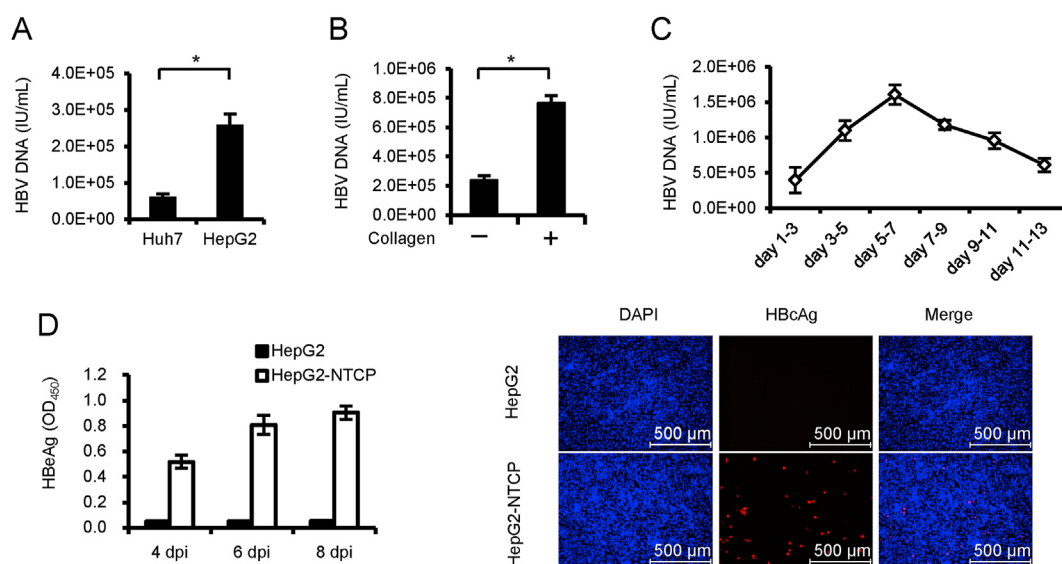 A
HBV DNA (IU/mL)
4.0E+05
3.0E+05
2.0E+05
1.0E+05
0.0E+00
*
Huh7 HepG2
B
HBV DNA (IU/mL)
1.0E+06
8.0E+05
6.0E+05
4.0E+05
2.0E+05
0.0E+00
*
Collagen − +
C
HBV DNA (IU/mL)
2.0E+06
1.5E+06
1.0E+06
5.0E+05
0.0E+00
day 1-3
day 3-5
day 5-7
day 7-9
day 9-11
day 11-13
D
HepG2
HepG2-NTCP
HBeAg (OD450)
1.2
1.0
0.8
0.6
0.4
0.2
0.0
4 dpi 6 dpi 8 dpi
DAPI HBcAg Merge
HepG2
500 µm 500 µm 500 µm
HepG2-NTCP
500 µm 500 µm 500 µm